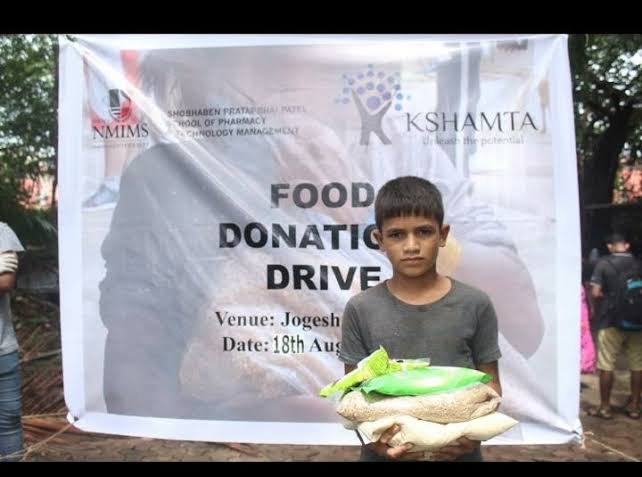 NMIMS
SHOBHABEN PRATAPBHAI PATEL
SCHOOL OF PHARMACY
& TECHNOLOGY MANAGEMENT
KSHAMTA
Unleash the potential
FOOD
DONATIO
DRIVE
Venue: Jogesh
Date: 18th Aug